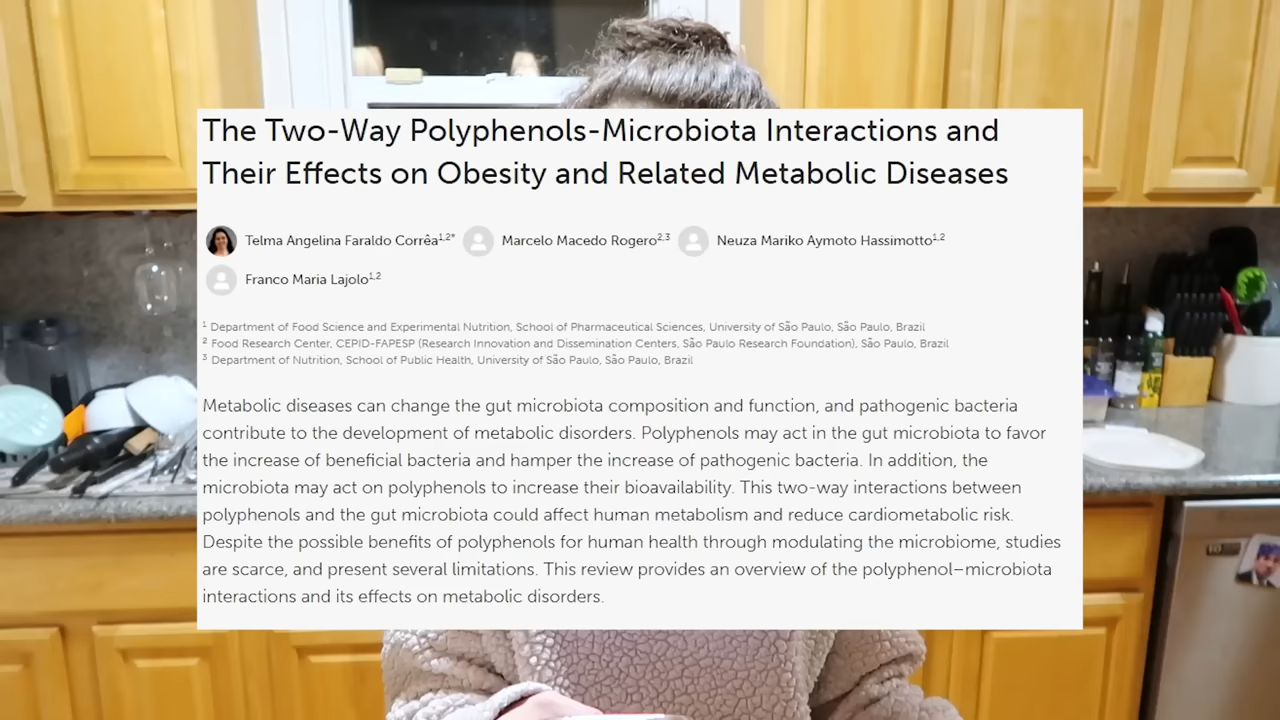 The Two-Way Polyphenols-Microbiota Interactions and
Their Effects on Obesity and Related Metabolic Diseases
Telma Angelina Faraldo Corrêa1,2* Marcelo Macedo Rogero2,3 Neuza Mariko Aymoto Hassimotto1,2
Franco Maria Lajolo1,2
1 Department of Food Science and Experimental Nutrition, School of Pharmaceutical Sciences, University of São Paulo, São Paulo, Brazil
2 Food Research Center, CEPID-FAPESP (Research Innovation and Dissemination Centers, São Paulo Research Foundation), São Paulo, Brazil
3 Department of Nutrition, School of Public Health, University of São Paulo, São Paulo, Brazil
Metabolic diseases can change the gut microbiota composition and function, and pathogenic bacteria
contribute to the development of metabolic disorders. Polyphenols may act in the gut microbiota to favor
the increase of beneficial bacteria and hamper the increase of pathogenic bacteria. In addition, the
microbiota may act on polyphenols to increase their bioavailability. This two-way interactions between
polyphenols and the gut microbiota could affect human metabolism and reduce cardiometabolic risk.
Despite the possible benefits of polyphenols for human health through modulating the microbiome, studies
are scarce, and present several limitations. This review provides an overview of the polyphenol–microbiota
interactions and its effects on metabolic disorders.